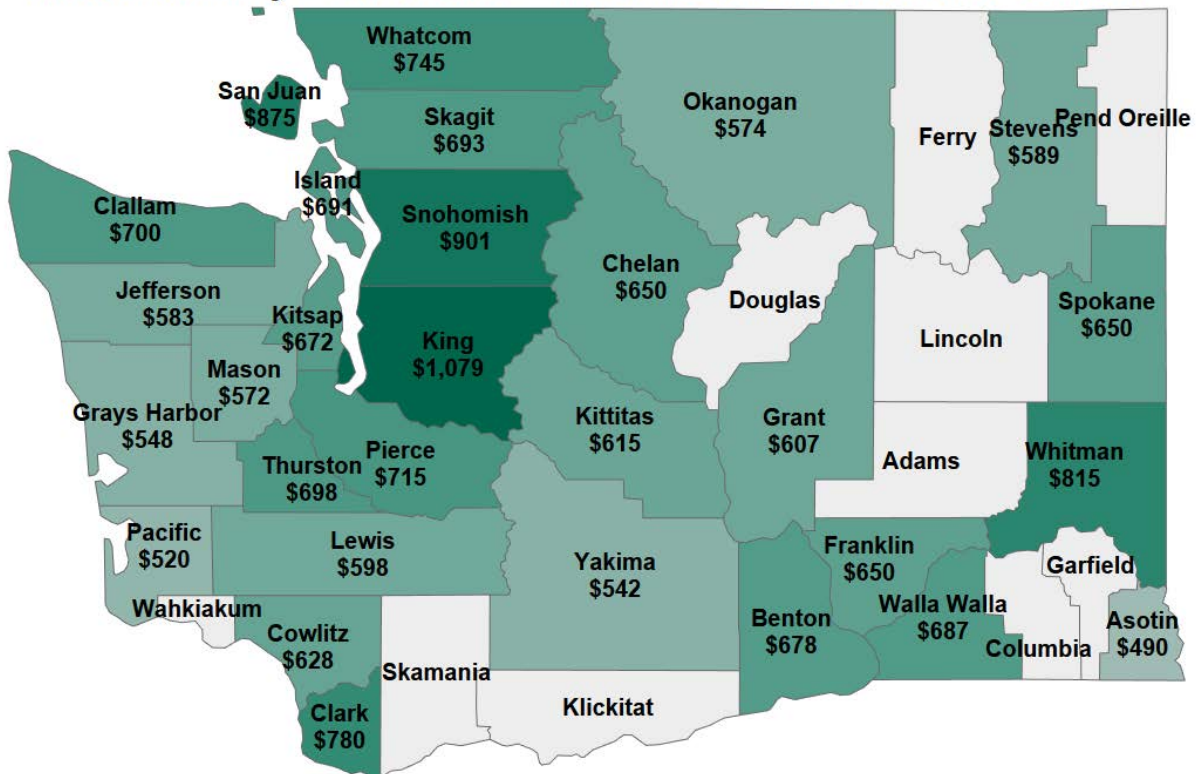 Whatcom
$745
San Juan
$875
Skagit
$693
Okanogan
$574
Ferry
Stevens
$589
Pend Oreille
Island
$691
Clallam
$700
Snohomish
$901
Chelan
$650
Jefferson
$583
Kitsap
$672
King
$1,079
Douglas
Lincoln
Spokane
$650
Mason
$572
Grays Harbor
$548
Kittitas
$615
Grant
$607
Adams
Whitman
$815
Thurston
$698
Pierce
$715
Pacific
$520
Lewis
$598
Yakima
$542
Franklin
$650
Garfield
Wahkiakum
Cowlitz
$628
Skamania
Benton
$678
Walla Walla
$687
Columbia
Asotin
$490
Clark
$780
Klickitat